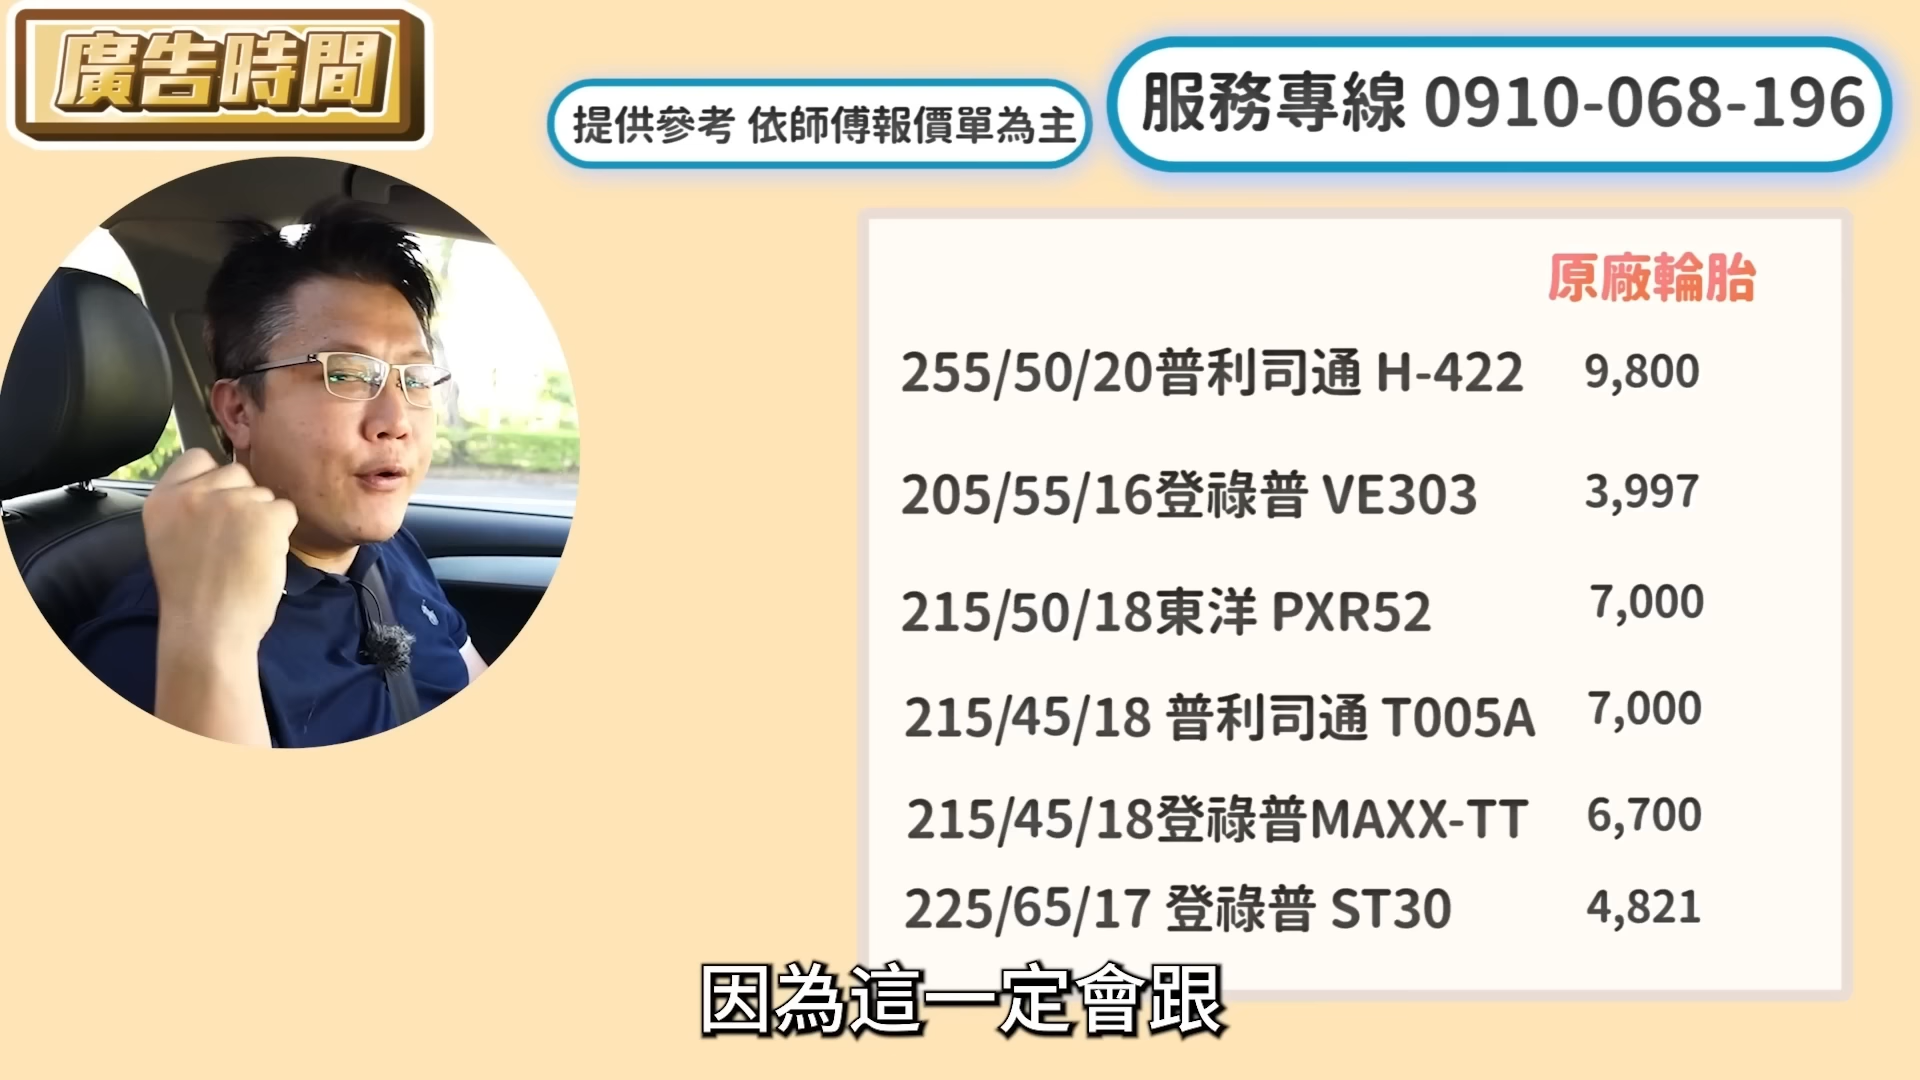 廣告時間
提供參考 依師傅報價單為主
服務專線 0910-068-196
原廠輪胎
255/50/20普利司通 H-422 9,800
205/55/16登祿普 VE303 3,997
215/50/18東洋 PXR52 7,000
215/45/18 普利司通 T005A 7,000
215/45/18登祿普MAXX-TT 6,700
225/65/17 登祿普 ST30 4,821
因為這一定會跟